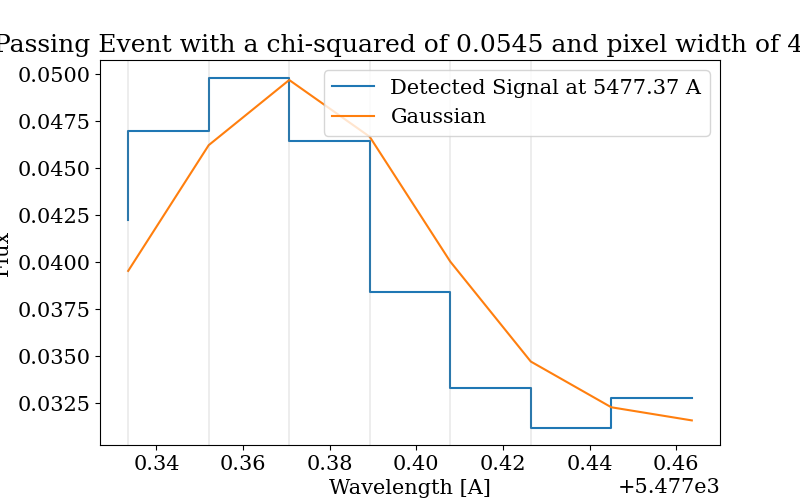 Passing Event with a chi-squared of 0.0545 and pixel width of 4
0.0500
0.0475
0.0450
0.0425
0.0400
0.0375
0.0350
0.0325
Flux
Detected Signal at 5477.37 A
Gaussian
0.34 0.36 0.38 0.40 0.42 0.44 0.46
+5.477e3
Wavelength [A]